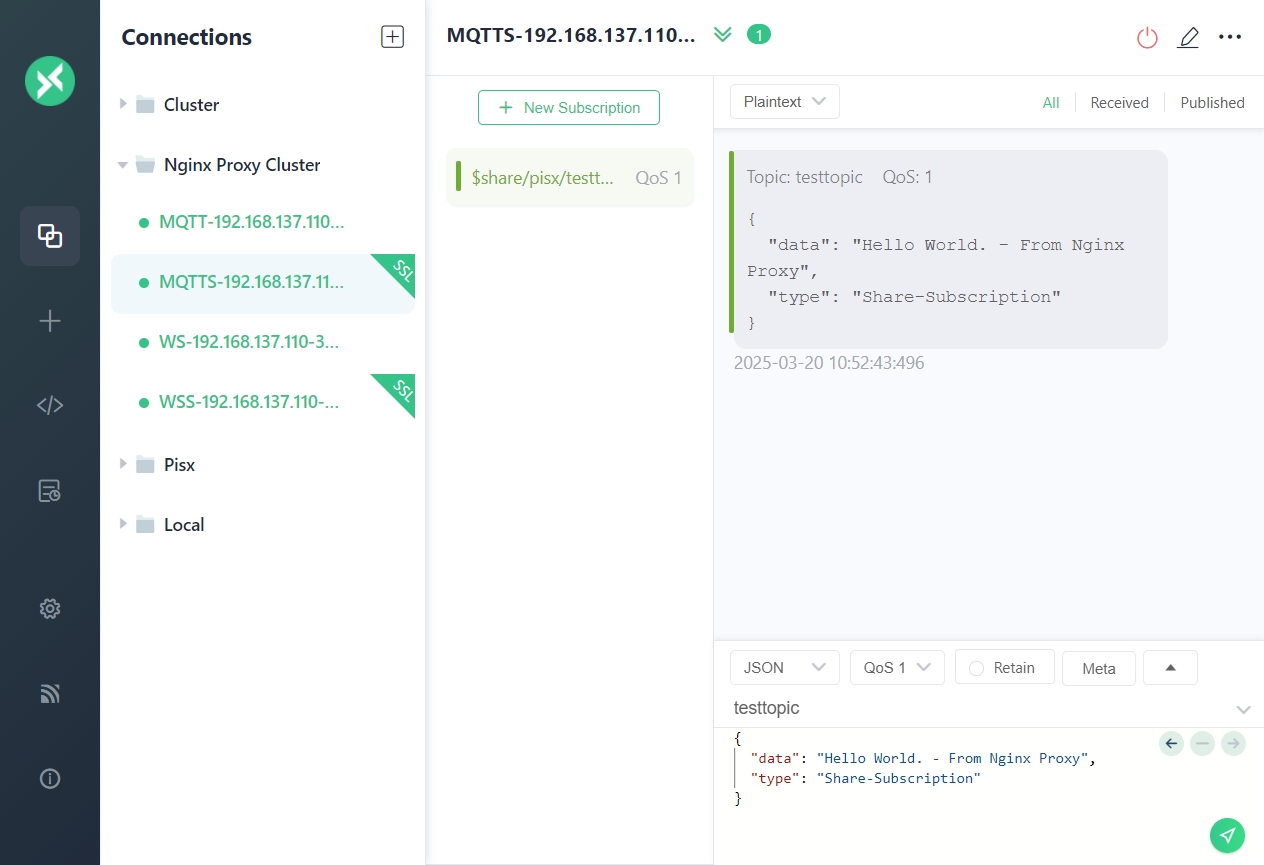 Connections
Cluster
Nginx Proxy Cluster
MQTT-192.168.137.110...
MQTTS-192.168.137.11...
SSL
WS-192.168.137.110-3...
WSS-192.168.137.110-...
SSL
Pisx
Local
MQTTS-192.168.137.110...
1
New Subscription
$share/pisx/testt...
QoS 1
Plaintext
All
Received
Published
Topic: testtopic QoS: 1
{
"data": "Hello World. - From Nginx
Proxy",
"type": "Share-Subscription"
}
2025-03-20 10:52:43:496
JSON
QoS 1
Retain
Meta
testtopic
{
"data": "Hello World. - From Nginx Proxy",
"type": "Share-Subscription"
}